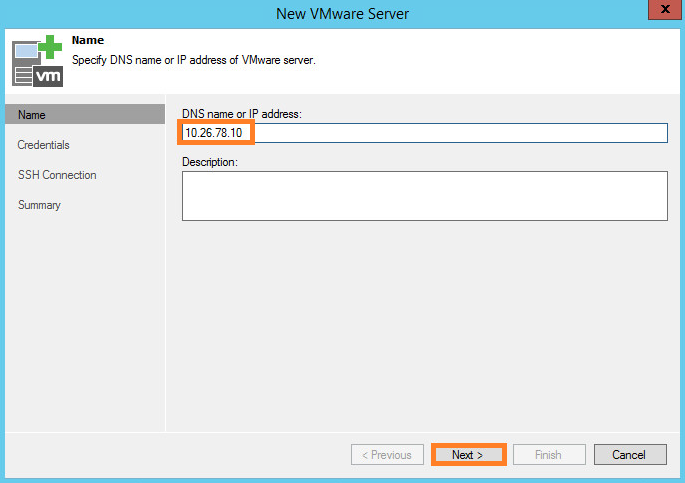 New VMware Server
x
Name
Specify DNS name or IP address of VMware server.
vm
Name
Credentials
SSH Connection
Summary
DNS name or IP address:
10.26.78.10
Description:
< Previous
Next >
Finish
Cancel